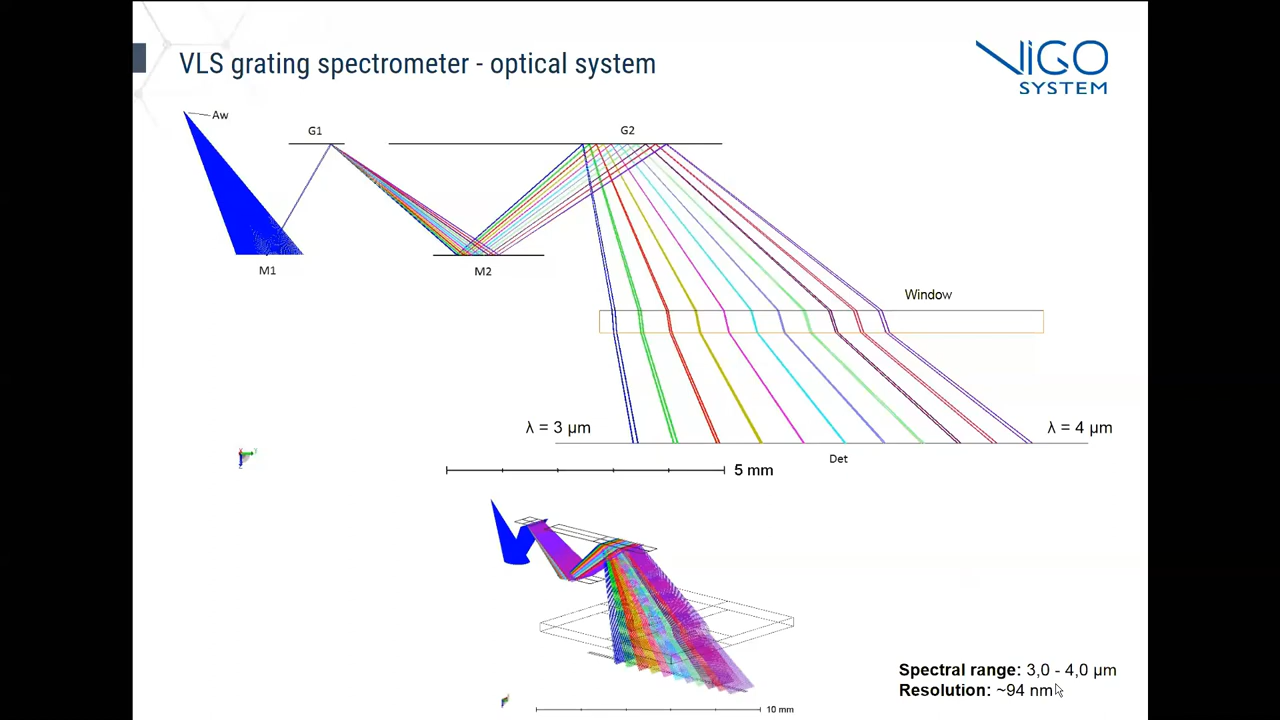 VLS grating spectrometer - optical system
VIGO
SYSTEM
Aw
G1
G2
M1
M2
Window
λ = 3 µm
λ = 4 µm
Det
5 mm
10 mm
Spectral range: 3,0 - 4,0 µm
Resolution: ~94 nm